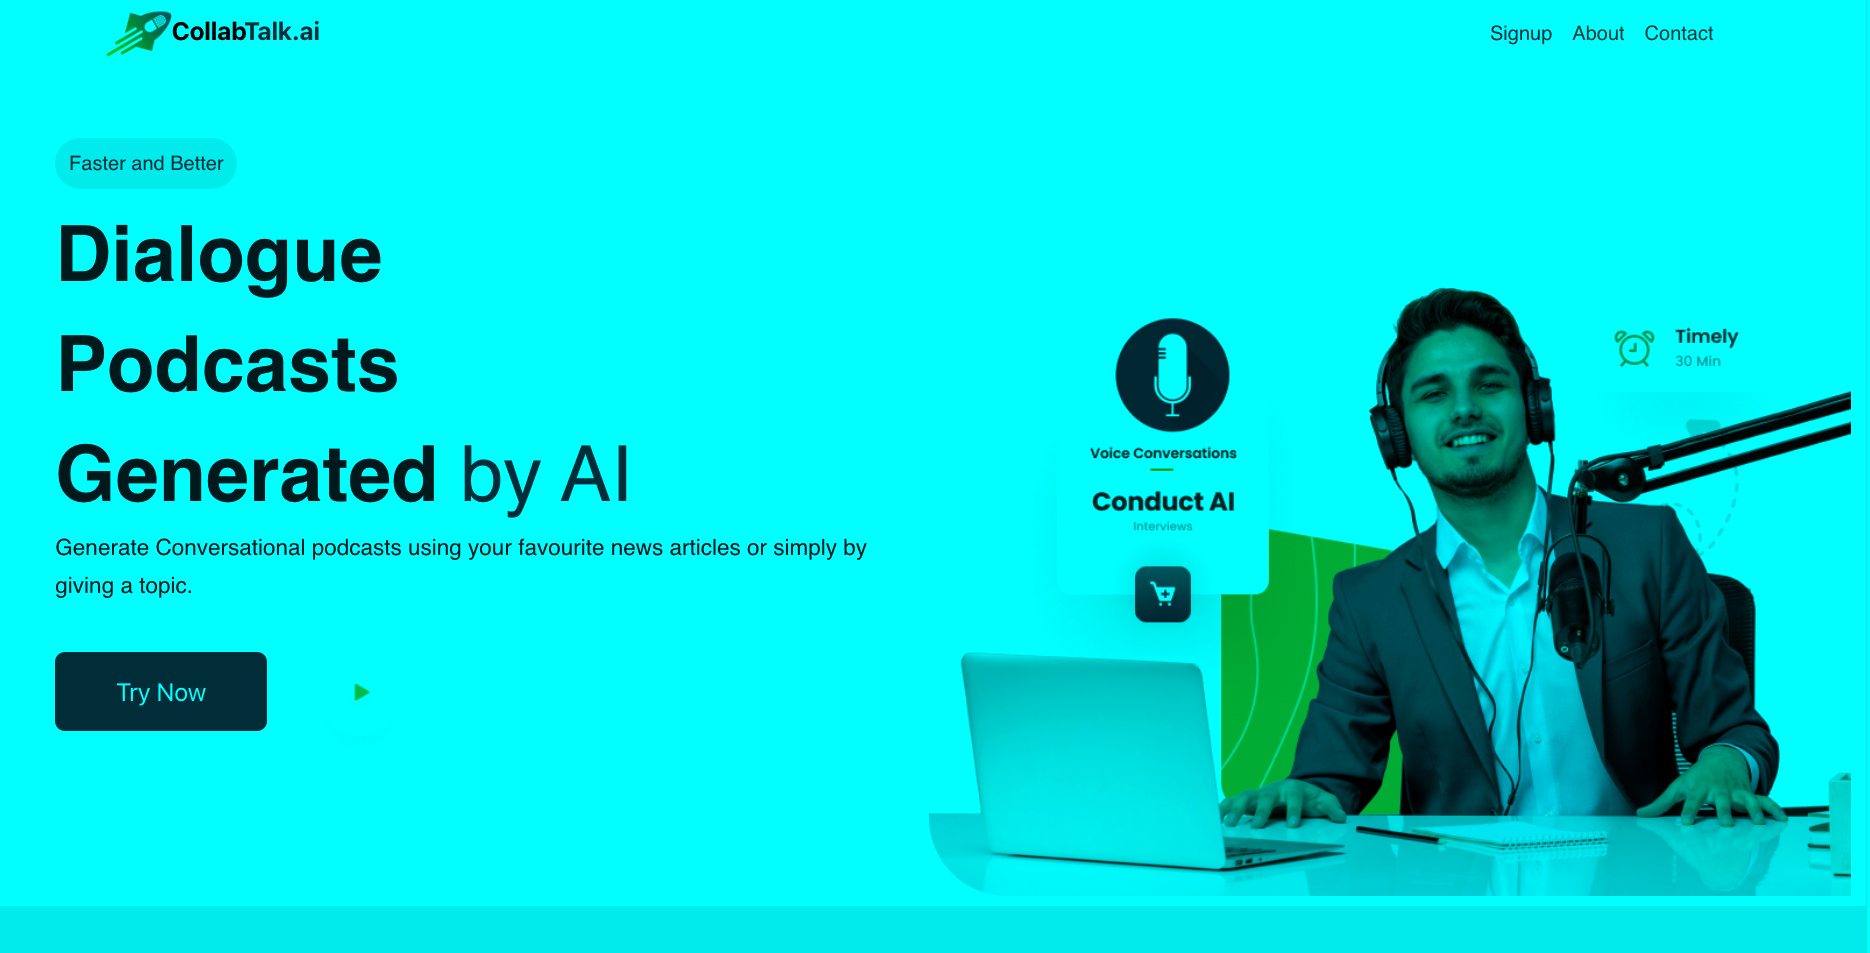 CollabTalk.ai
Signup About Contact
Faster and Better
Dialogue
Podcasts
Generated by AI
Generate Conversational podcasts using your favourite news articles or simply by
giving a topic.
Try Now
Voice Conversations
Conduct AI
Interviews
Timely
30 Min